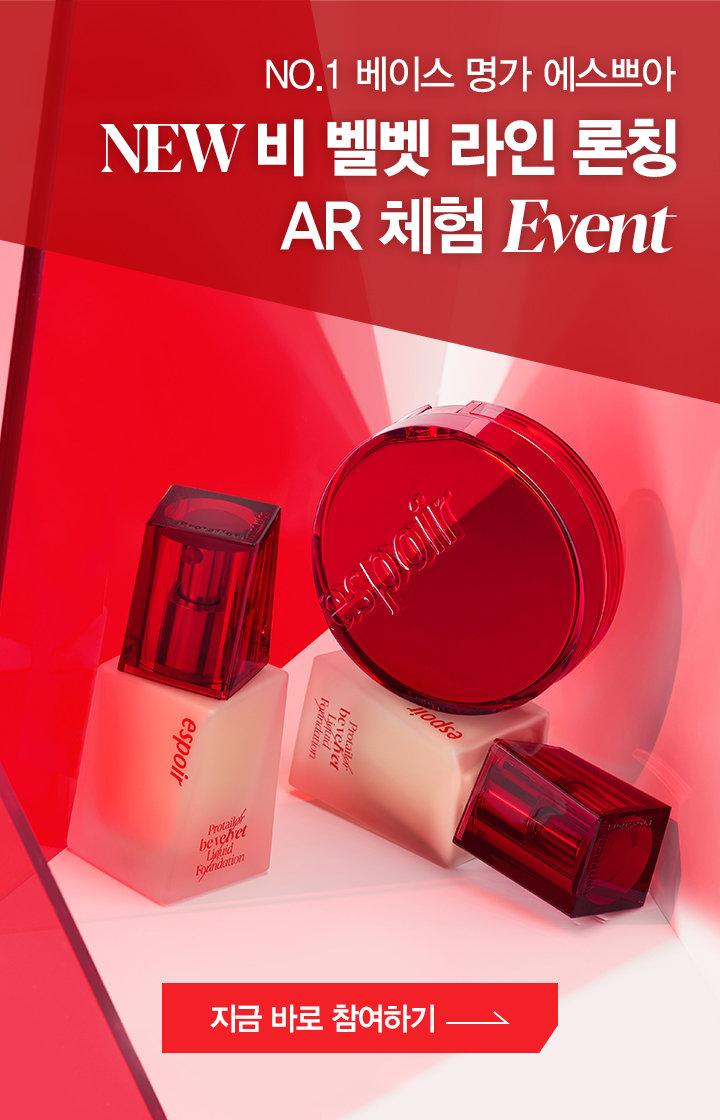 NO.1 베이스 명가 에스쁘아
NEW 비 벨벳 라인 론칭
AR 체험 Event
espoir
espoir
Protailor
be velvet
Liquid
Foundation
espoir
Protailor
be velvet
Liquid
Foundation
지금 바로 참여하기